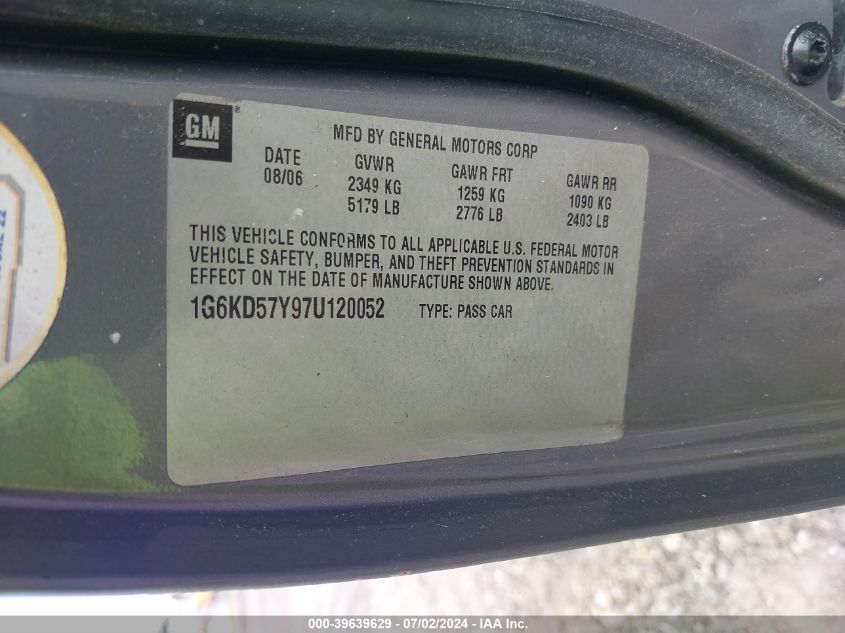 GM®
MFD BY GENERAL MOTORS CORP
DATE GVWR GAWR FRT GAWR RR
08/06 2349 KG 1259 KG 1090 KG
5179 LB 2776 LB 2403 LB
THIS VEHICLE CONFORMS TO ALL APPLICABLE U.S. FEDERAL MOTOR
VEHICLE SAFETY, BUMPER, AND THEFT PREVENTION STANDARDS IN
EFFECT ON THE DATE OF MANUFACTURE SHOWN ABOVE.
1G6KD57Y97U120052 TYPE: PASS CAR
000-39639629 - 07/02/2024 - IAA Inc.